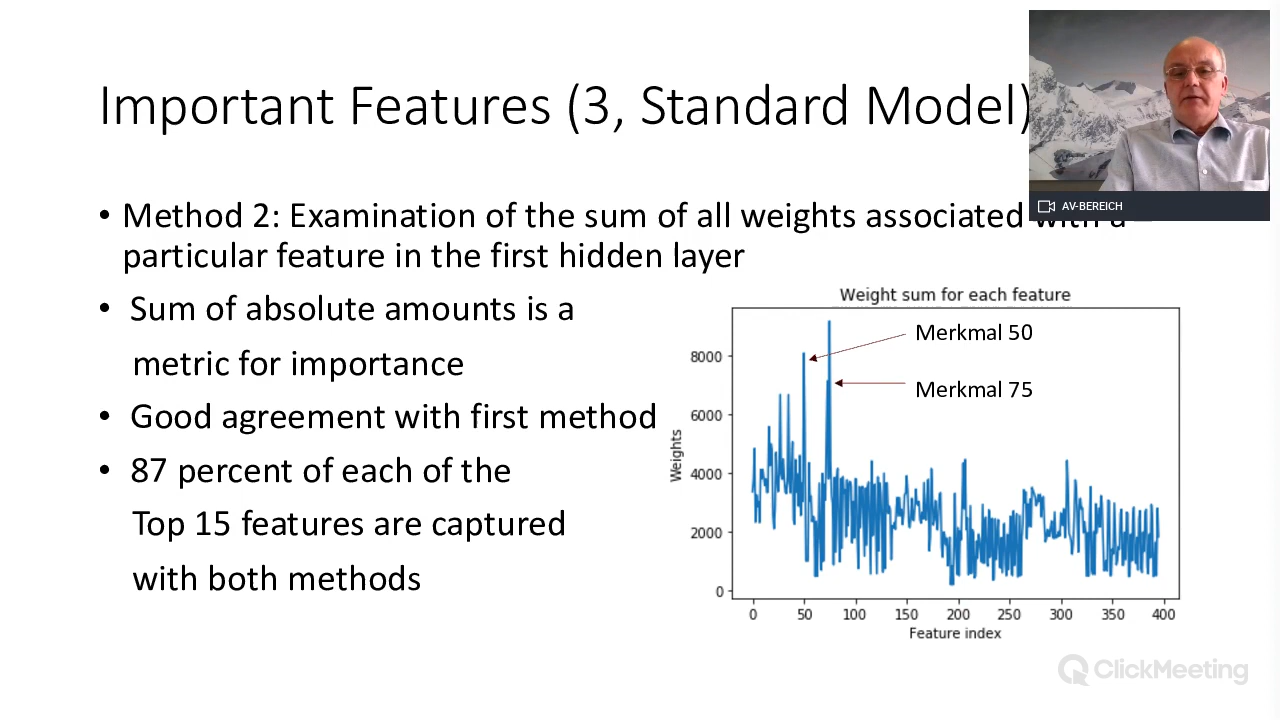 Important Features (3, Standard Model)
AV-BEREICH
• Method 2: Examination of the sum of all weights associated with a
particular feature in the first hidden layer
• Sum of absolute amounts is a
metric for importance
• Good agreement with first method
• 87 percent of each of the
Top 15 features are captured
with both methods
Weight sum for each feature
Merkmal 50
Merkmal 75
Weights
8000
6000
4000
2000
0
0 50 100 150 200 250 300 350 400
Feature index
ClickMeeting